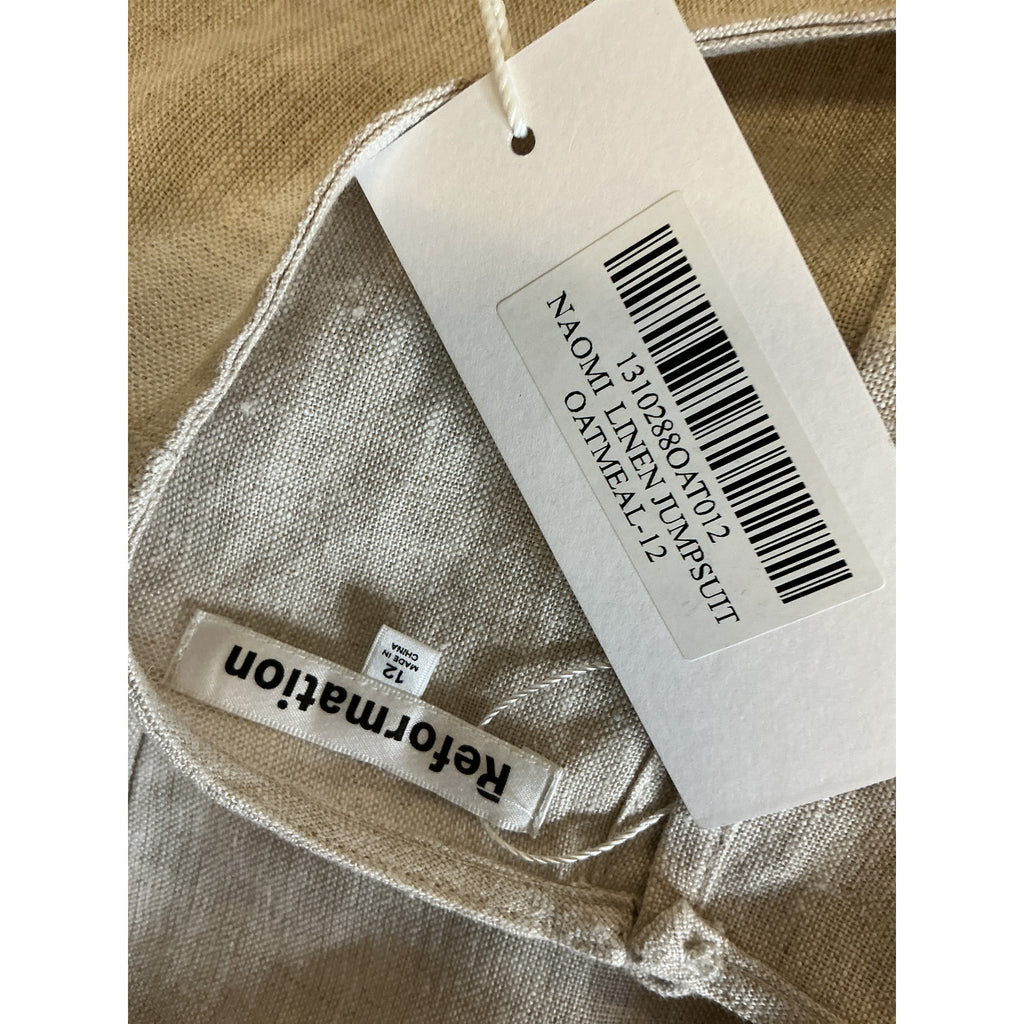 1310288OAT012
NAOMI LINEN JUMPSUIT
OATMEAL-12
Reformation
12
MADE IN
CHINA